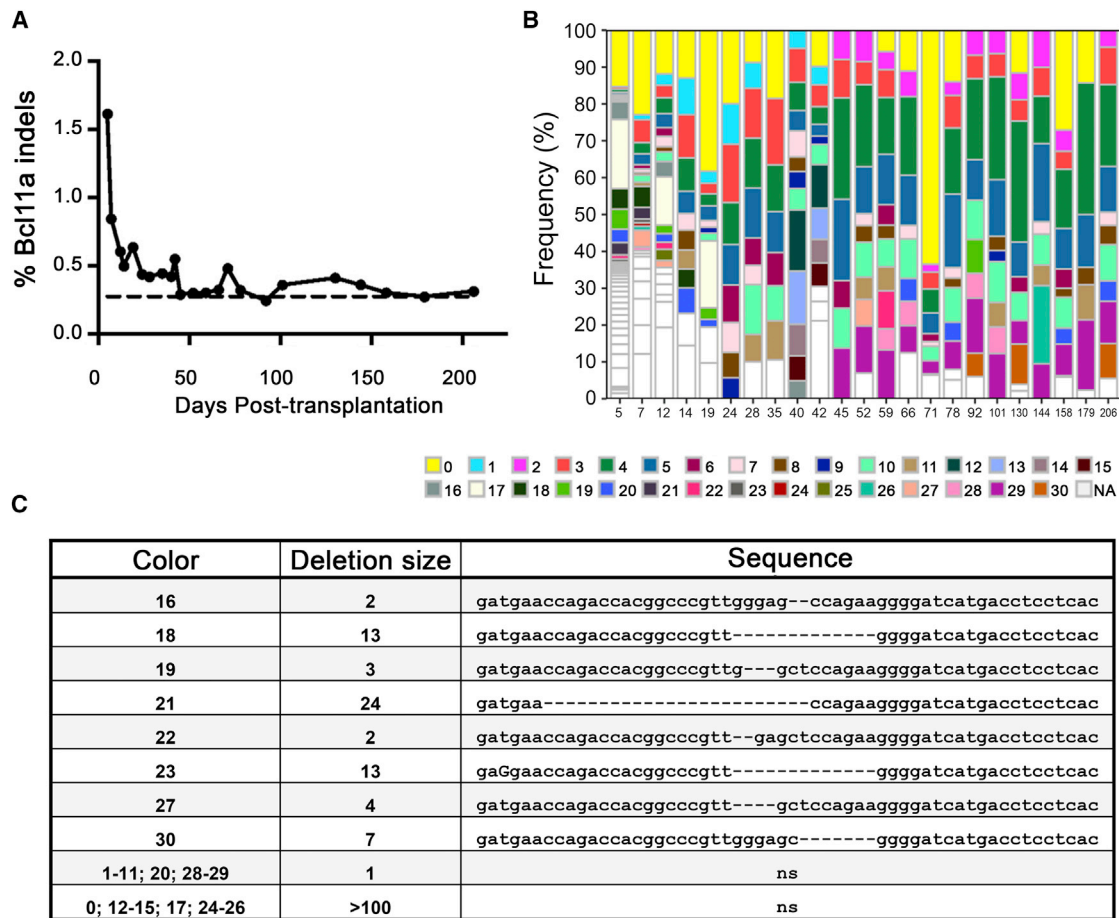 A
% Bcl11a indels
2.0
1.5
1.0
0.5
0.0
0 50 100 150 200
Days Post-transplantation
B
Frequency (%)
100
90
80
70
60
50
40
30
20
10
0
5 7 12 14 19 24 28 35 40 42 45 52 59 66 71 78 92 101 130 144 158 179 206
0 1 2 3 4 5 6 7 8 9 10 11 12 13 14 15
16 17 18 19 20 21 22 23 24 25 26 27 28 29 30 NA
C
Color Deletion size Sequence
16 2 gatgaaccagaccacggcccgttgggag--ccagaaggggatcatgacctcctcac
18 13 gatgaaccagaccacggcccgtt-------------ggggatcatgacctcctcac
19 3 gatgaaccagaccacggcccgttg---gctccagaaggggatcatgacctcctcac
21 24 gatgaa------------------------ccagaaggggatcatgacctcctcac
22 2 gatgaaccagaccacggcccgtt--gagctccagaaggggatcatgacctcctcac
23 13 gaGgaaccagaccacggcccgtt-------------ggggatcatgacctcctcac
27 4 gatgaaccagaccacggcccgtt----gctccagaaggggatcatgacctcctcac
30 7 gatgaaccagaccacggcccgttgggagc-------ggggatcatgacctcctcac
1-11; 20; 28-29 1 ns
0; 12-15; 17; 24-26 >100 ns